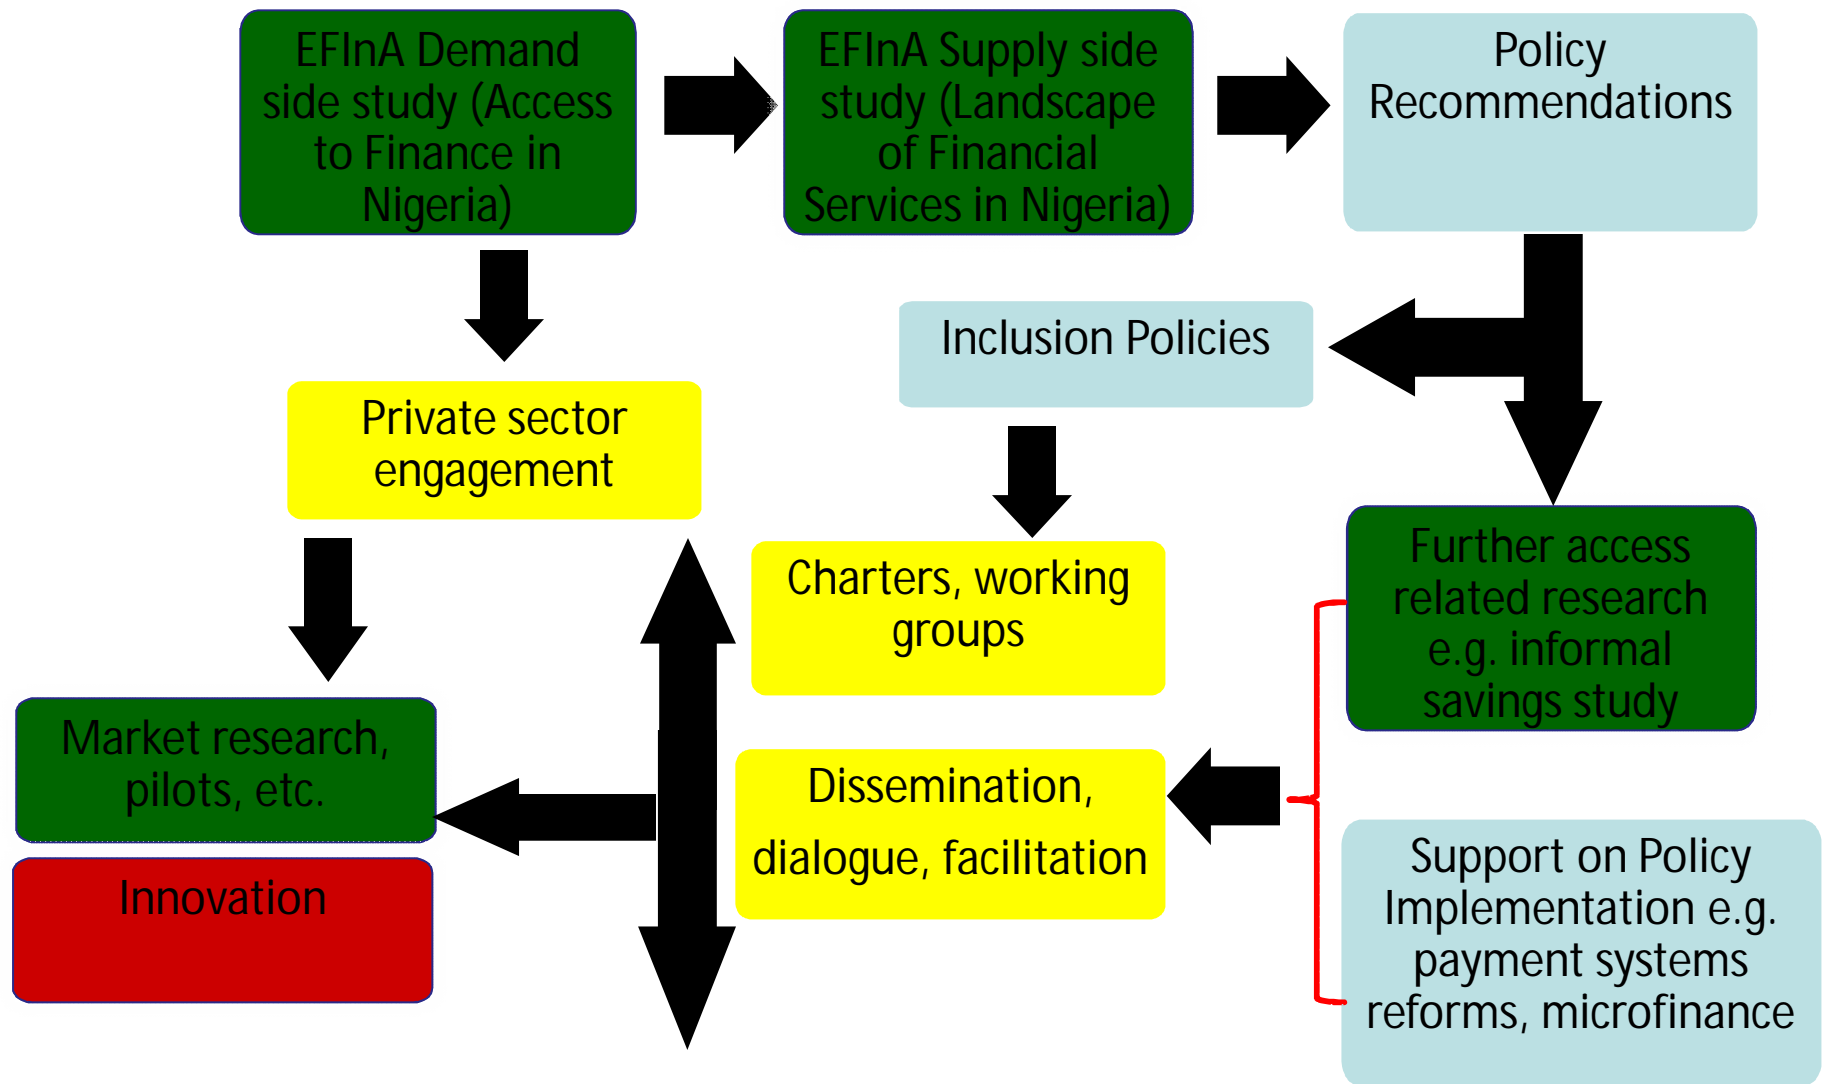 EFInA Demand
side study (Access
to Finance in
Nigeria)
EFInA Supply side
study (Landscape
of Financial
Services in Nigeria)
Policy
Recommendations
Inclusion Policies
Private sector
engagement
Charters, working
groups
Further access
related research
e.g. informal
savings study
Market research,
pilots, etc.
Dissemination,
dialogue, facilitation
Innovation
Support on Policy
Implementation e.g.
payment systems
reforms, microfinance